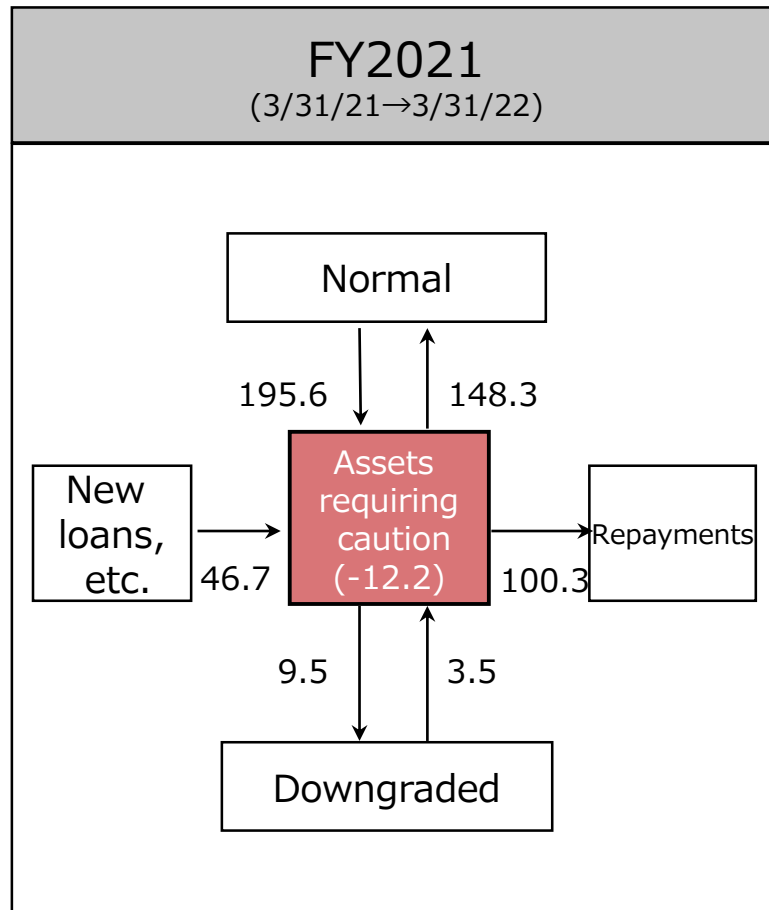 FY2021
(3/31/21→3/31/22)
Normal
195.6
148.3
New
loans,
etc.
46.7
Assets
requiring
caution
(-12.2)
100.3
Repayments
9.5
3.5
Downgraded